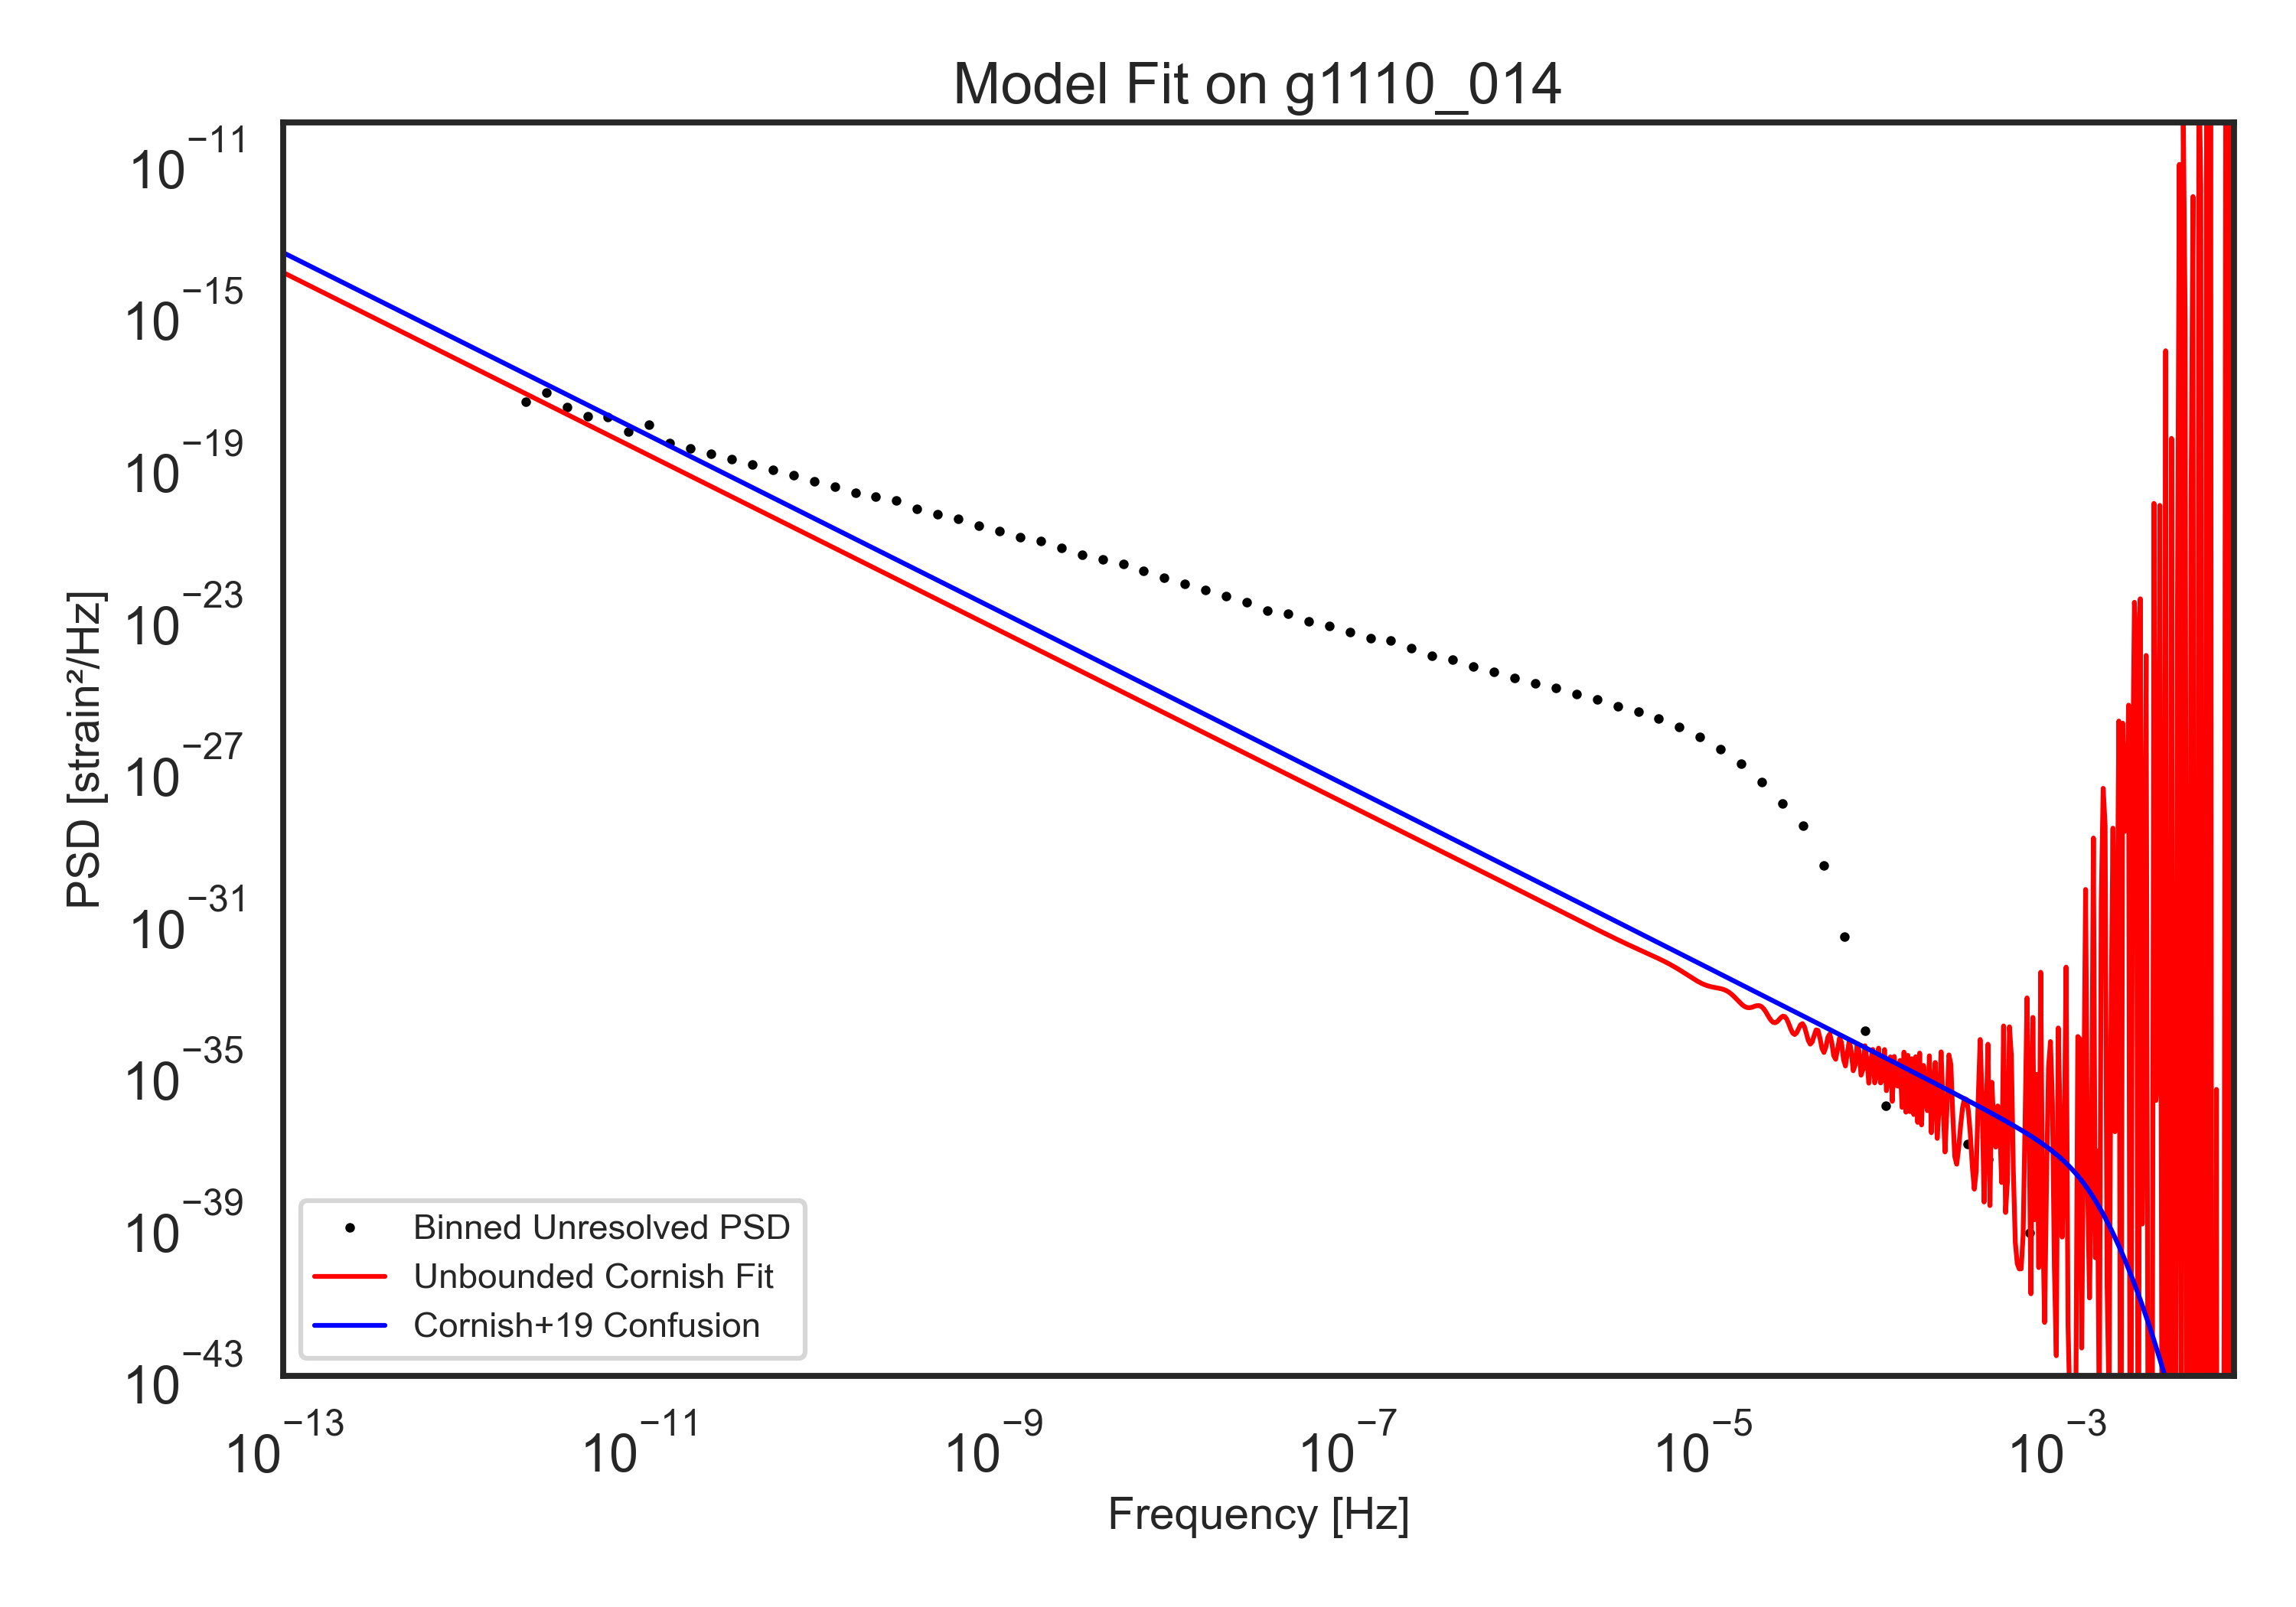 Model Fit on g1110_014
PSD [strain²/Hz]
10⁻¹¹
10⁻¹⁵
10⁻¹⁹
10⁻²³
10⁻²⁷
10⁻³¹
10⁻³⁵
10⁻³⁹
10⁻⁴³
Binned Unresolved PSD
Unbounded Cornish Fit
Cornish+19 Confusion
10⁻¹³ 10⁻¹¹ 10⁻⁹ 10⁻⁷ 10⁻⁵ 10⁻³
Frequency [Hz]